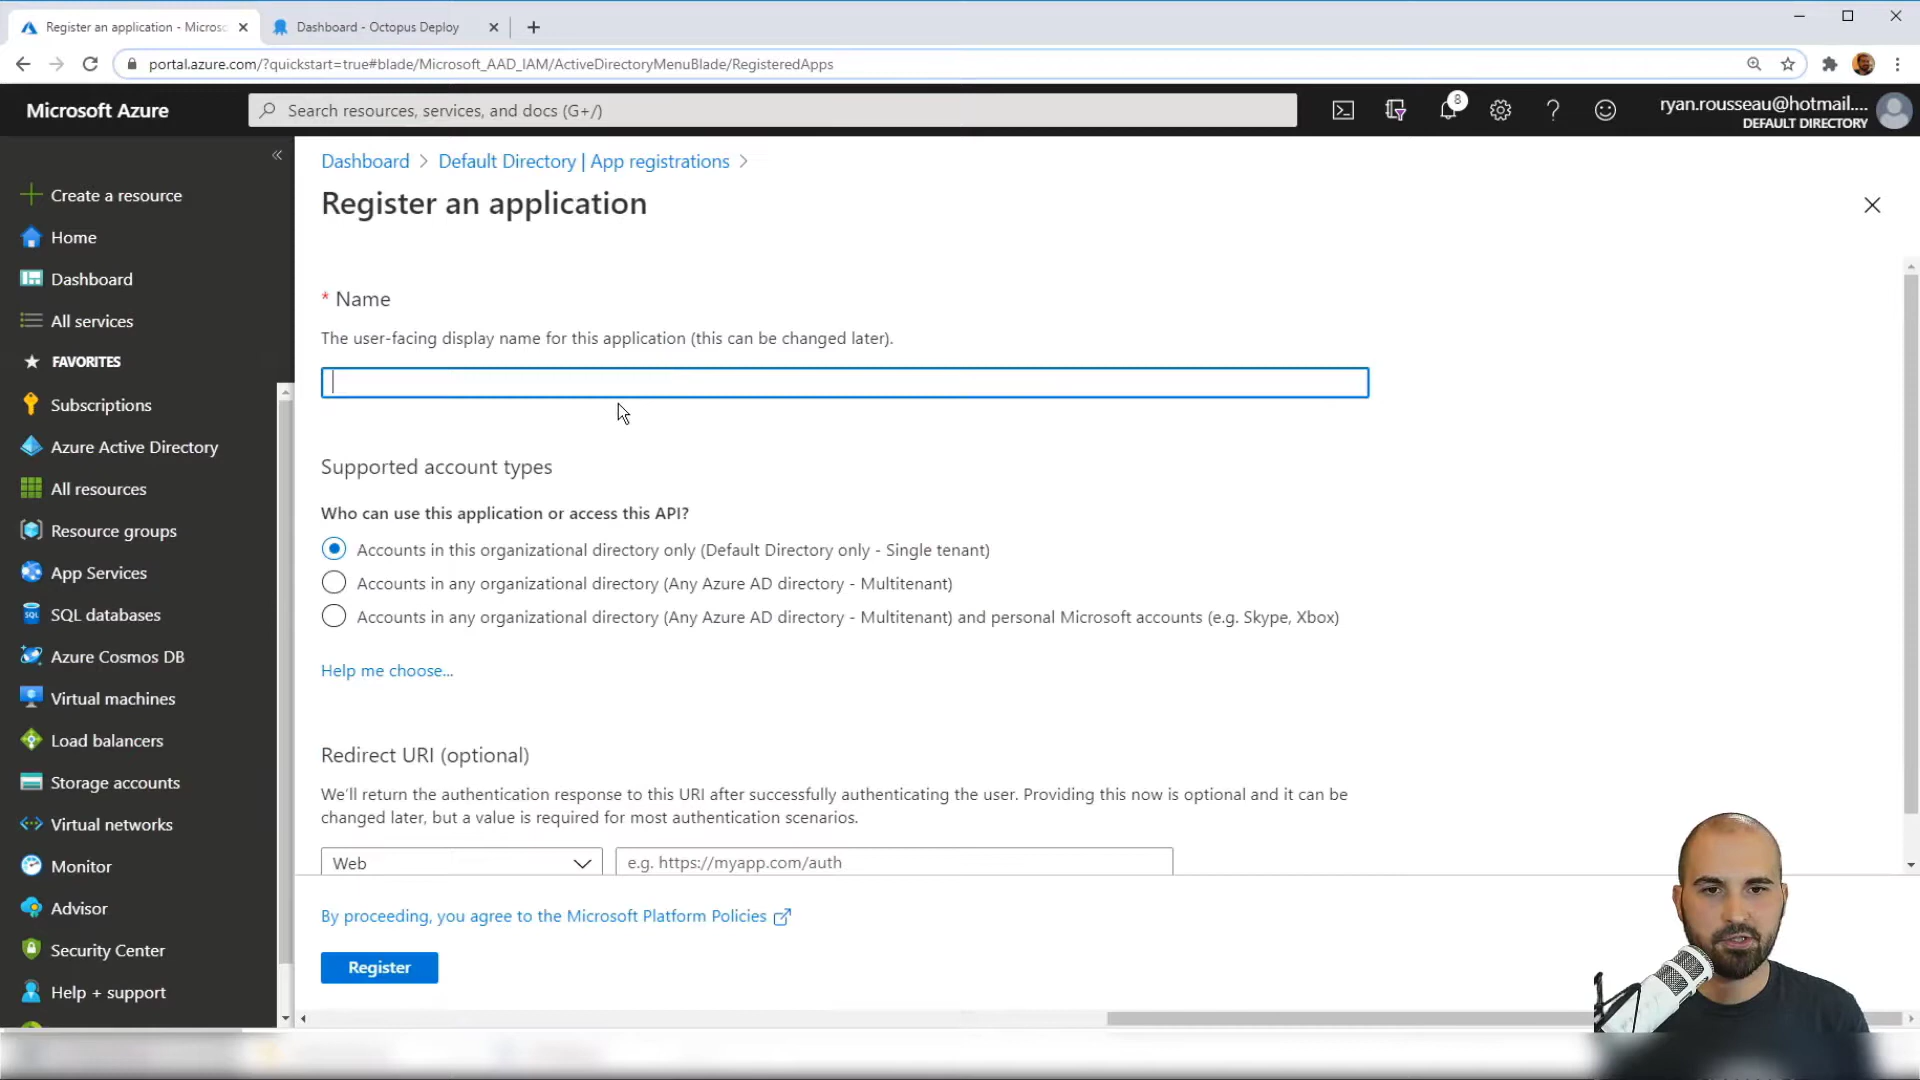 Register an application - Microsc
Dashboard - Octopus Deploy
portal.azure.com/?quickstart=true#blade/Microsoft_AAD_IAM/ActiveDirectoryMenuBlade/RegisteredApps
Microsoft Azure
Search resources, services, and docs (G+/)
8
ryan.rousseau@hotmail....
DEFAULT DIRECTORY
Create a resource
Home
Dashboard
All services
FAVORITES
Subscriptions
Azure Active Directory
All resources
Resource groups
App Services
SQL databases
Azure Cosmos DB
Virtual machines
Load balancers
Storage accounts
Virtual networks
Monitor
Advisor
Security Center
Help + support
Dashboard > Default Directory | App registrations >
Register an application
* Name
The user-facing display name for this application (this can be changed later).
Supported account types
Who can use this application or access this API?
Accounts in this organizational directory only (Default Directory only - Single tenant)
Accounts in any organizational directory (Any Azure AD directory - Multitenant)
Accounts in any organizational directory (Any Azure AD directory - Multitenant) and personal Microsoft accounts (e.g. Skype, Xbox)
Help me choose...
Redirect URI (optional)
We'll return the authentication response to this URI after successfully authenticating the user. Providing this now is optional and it can be
changed later, but a value is required for most authentication scenarios.
Web
e.g. https://myapp.com/auth
By proceeding, you agree to the Microsoft Platform Policies
Register